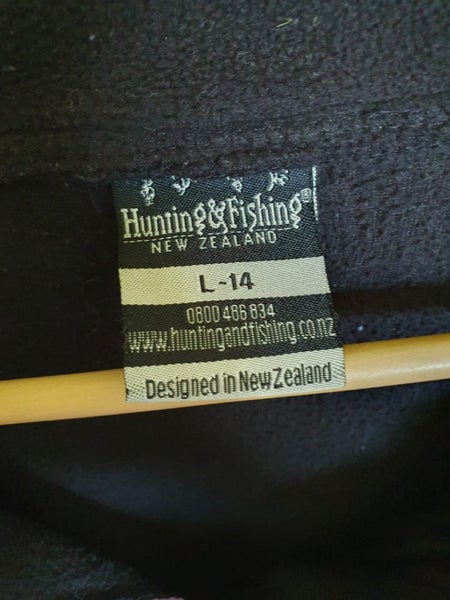 Hunting&Fishing®
NEW ZEALAND
L-14
0800 486 834
www.huntingandfishing.co.nz
Designed in New Zealand